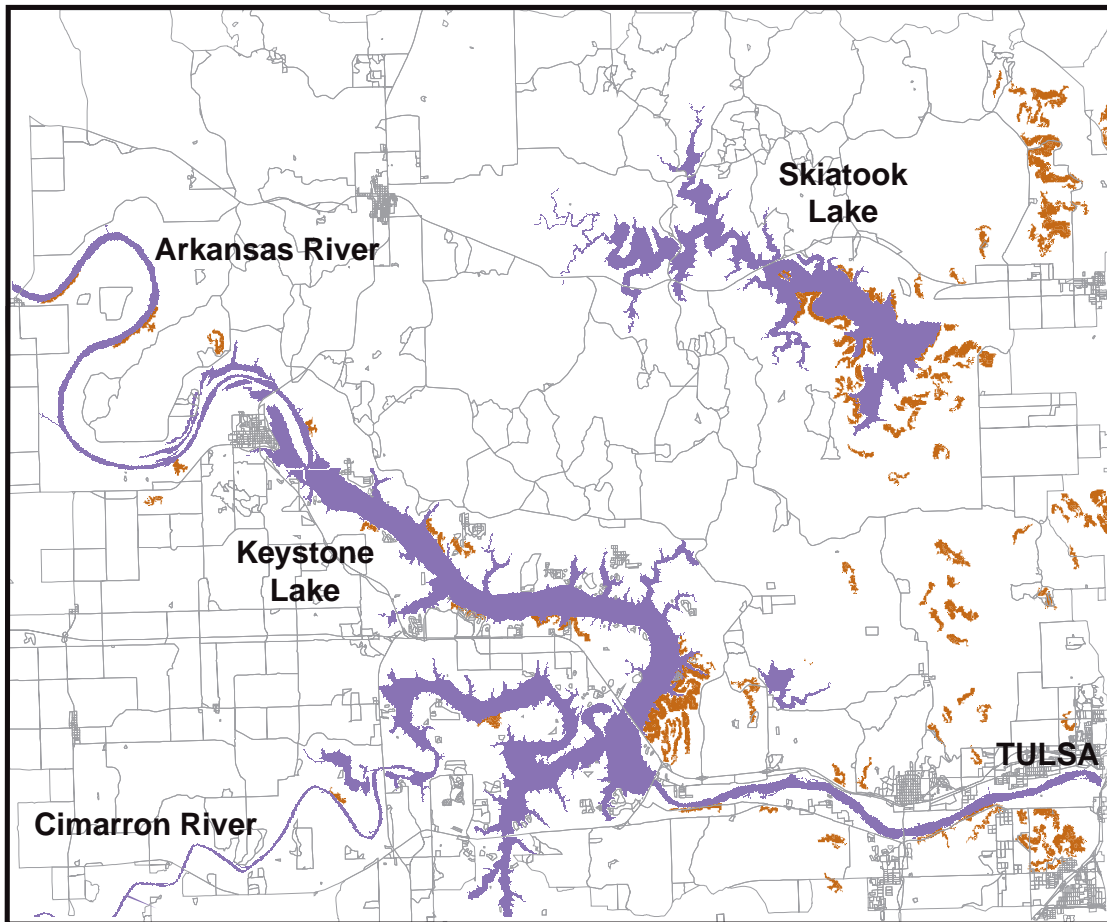 Skiatook
Lake
Arkansas River
Keystone
Lake
TULSA
Cimarron River